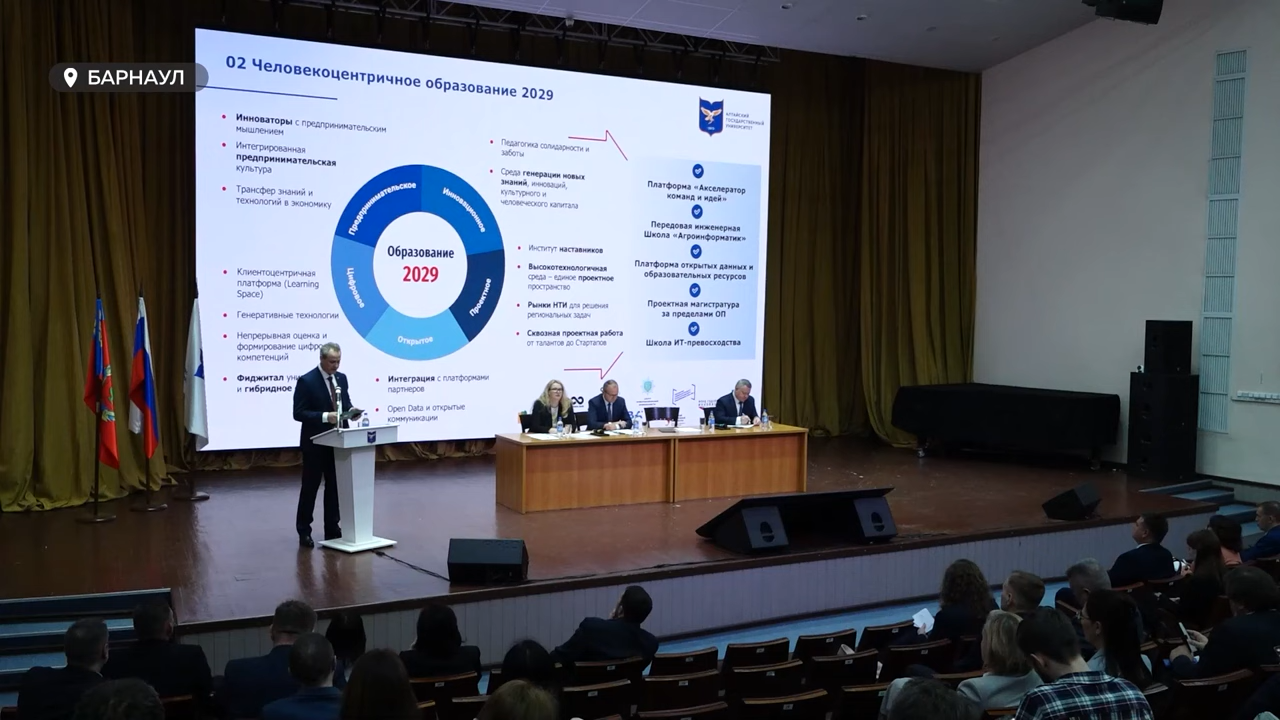 БАРНАУЛ
02 Человекоцентричное образование 2029
АЛТАЙСКИЙ
ГОСУДАРСТВЕННЫЙ
УНИВЕРСИТЕТ
Инноваторы с предпринимательским
мышлением
Интегрированная
предпринимательская
культура
Трансфер знаний и
технологий в экономику
Клиентоцентричная
платформа (Learning
Space)
Генеративные технологии
Непрерывная оценка и
формирование цифро
компетенций
Фиджитал
и гибридное
Предпринимательское
Инновационное
Проектное
Открытое
Цифровое
Образование
2029
Педагогика солидарности и
заботы
Среда генерации новых
знаний, инноваций,
культурного и
человеческого капитала
Институт наставников
Высокотехнологичная
среда – единое проектное
пространство
Рынки НТИ для решения
региональных задач
Сквозная проектная работа
от талантов до Стартапов
Интеграция с платформами
партнеров
Open Data и открытые
коммуникации
Платформа «Акселератор
команд и идей»
Передовая инженерная
Школа «Агроинформатик»
Платформа открытых данных и
образовательных ресурсов
Проектная магистратура
за пределами ОП
Школа ИТ-превосходства